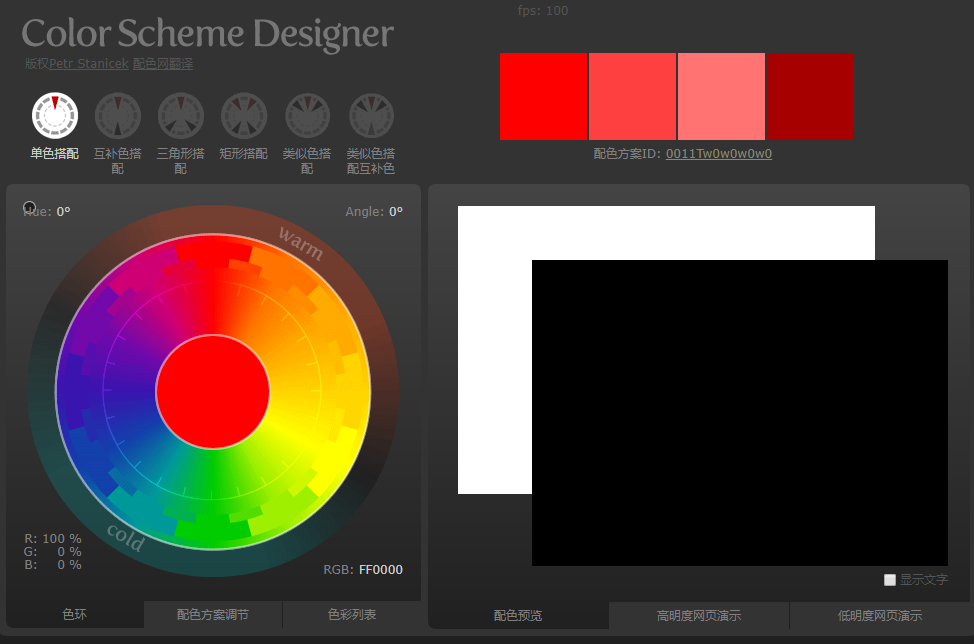 fps: 100
Color Scheme Designer
版权Petr Stanicek 配色网翻译
单色搭配
互补色搭
配
三角形搭
配
矩形搭配
类似色搭
配
类似色搭
配互补色
配色方案ID: 0011Tw0w0w0w0
Hue: 0º
Angle: 0º
warm
cold
R: 100 %
G: 0 %
B: 0 %
RGB: FF0000
显示文字
色环
配色方案调节
色彩列表
配色预览
高明度网页演示
低明度网页演示